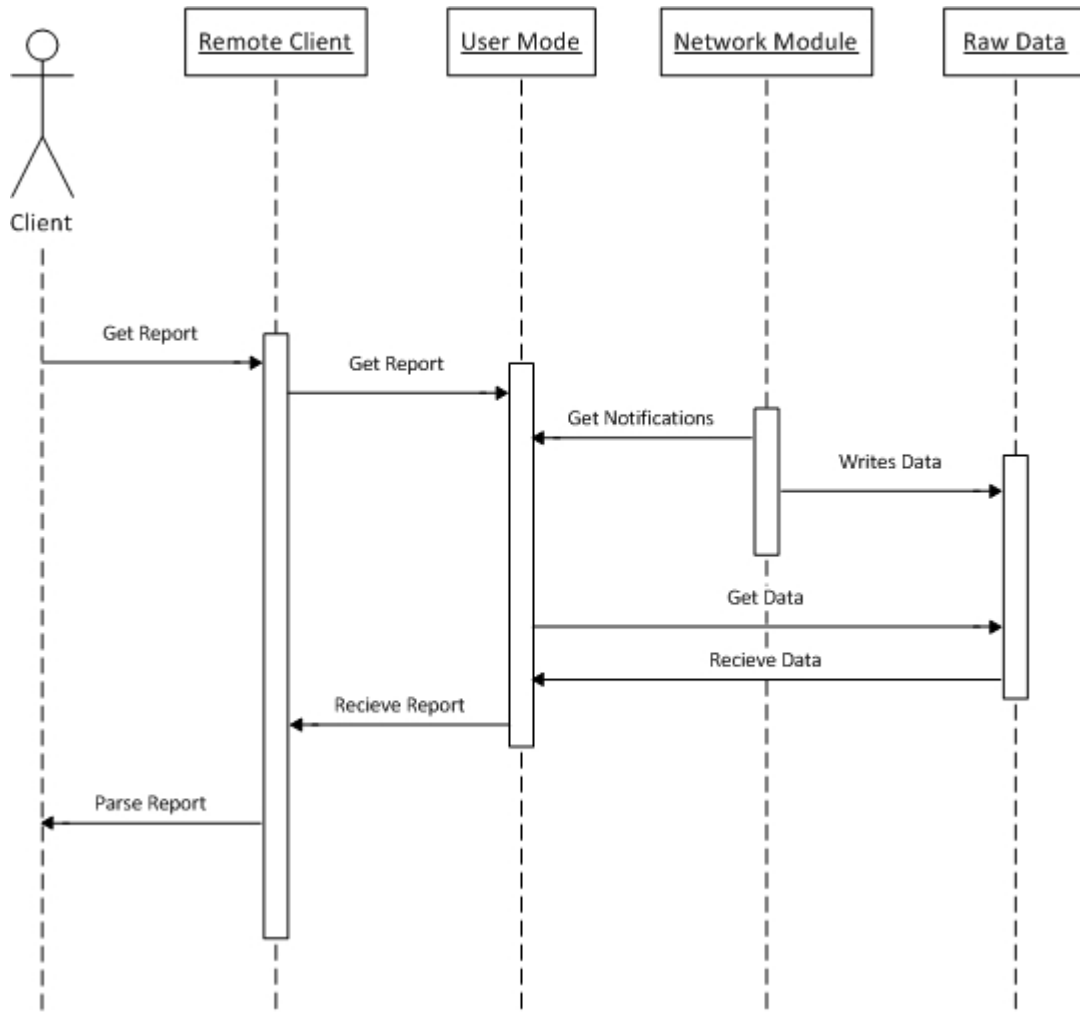 Remote Client
User Mode
Network Module
Raw Data
Client
Get Report
Get Report
Get Notifications
Writes Data
Get Data
Recieve Data
Recieve Report
Parse Report